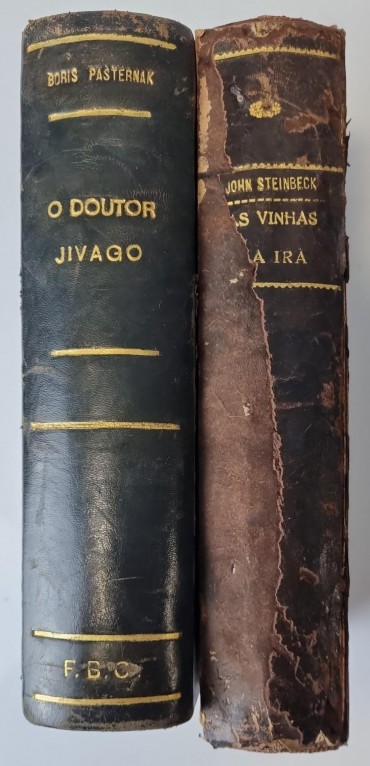 BORIS PASTERNAK
O DOUTOR
JIVAGO
F. B. C.
JOHN STEINBECK
AS VINHAS
A IRA